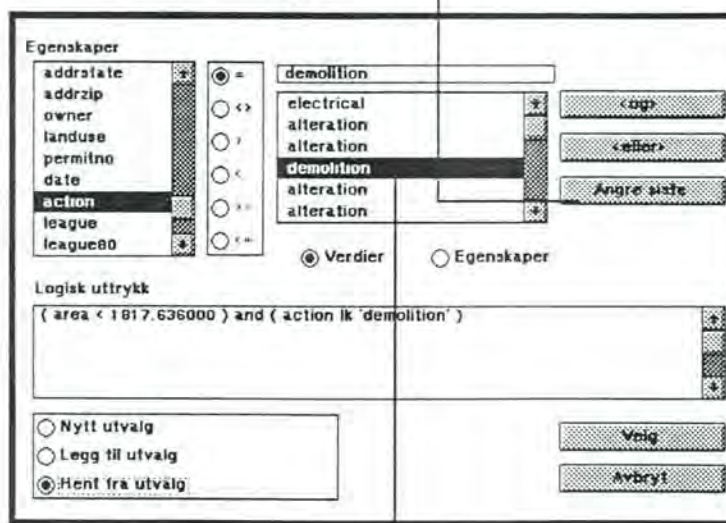 Egenskaper
addrstate
addrzip
owner
landuse
permitno
date
action
league
league80
=
<>
>
<
>=
<=
demolition
electrical
alteration
alteration
demolition
alteration
alteration
<og>
<eller>
Angre siste
Verdier
Egenskaper
Logisk uttrykk
( area < 1817.636000 ) and ( action lk 'demolition' )
Nytt utvalg
Legg til utvalg
Hent fra utvalg
Velg
Avbryt